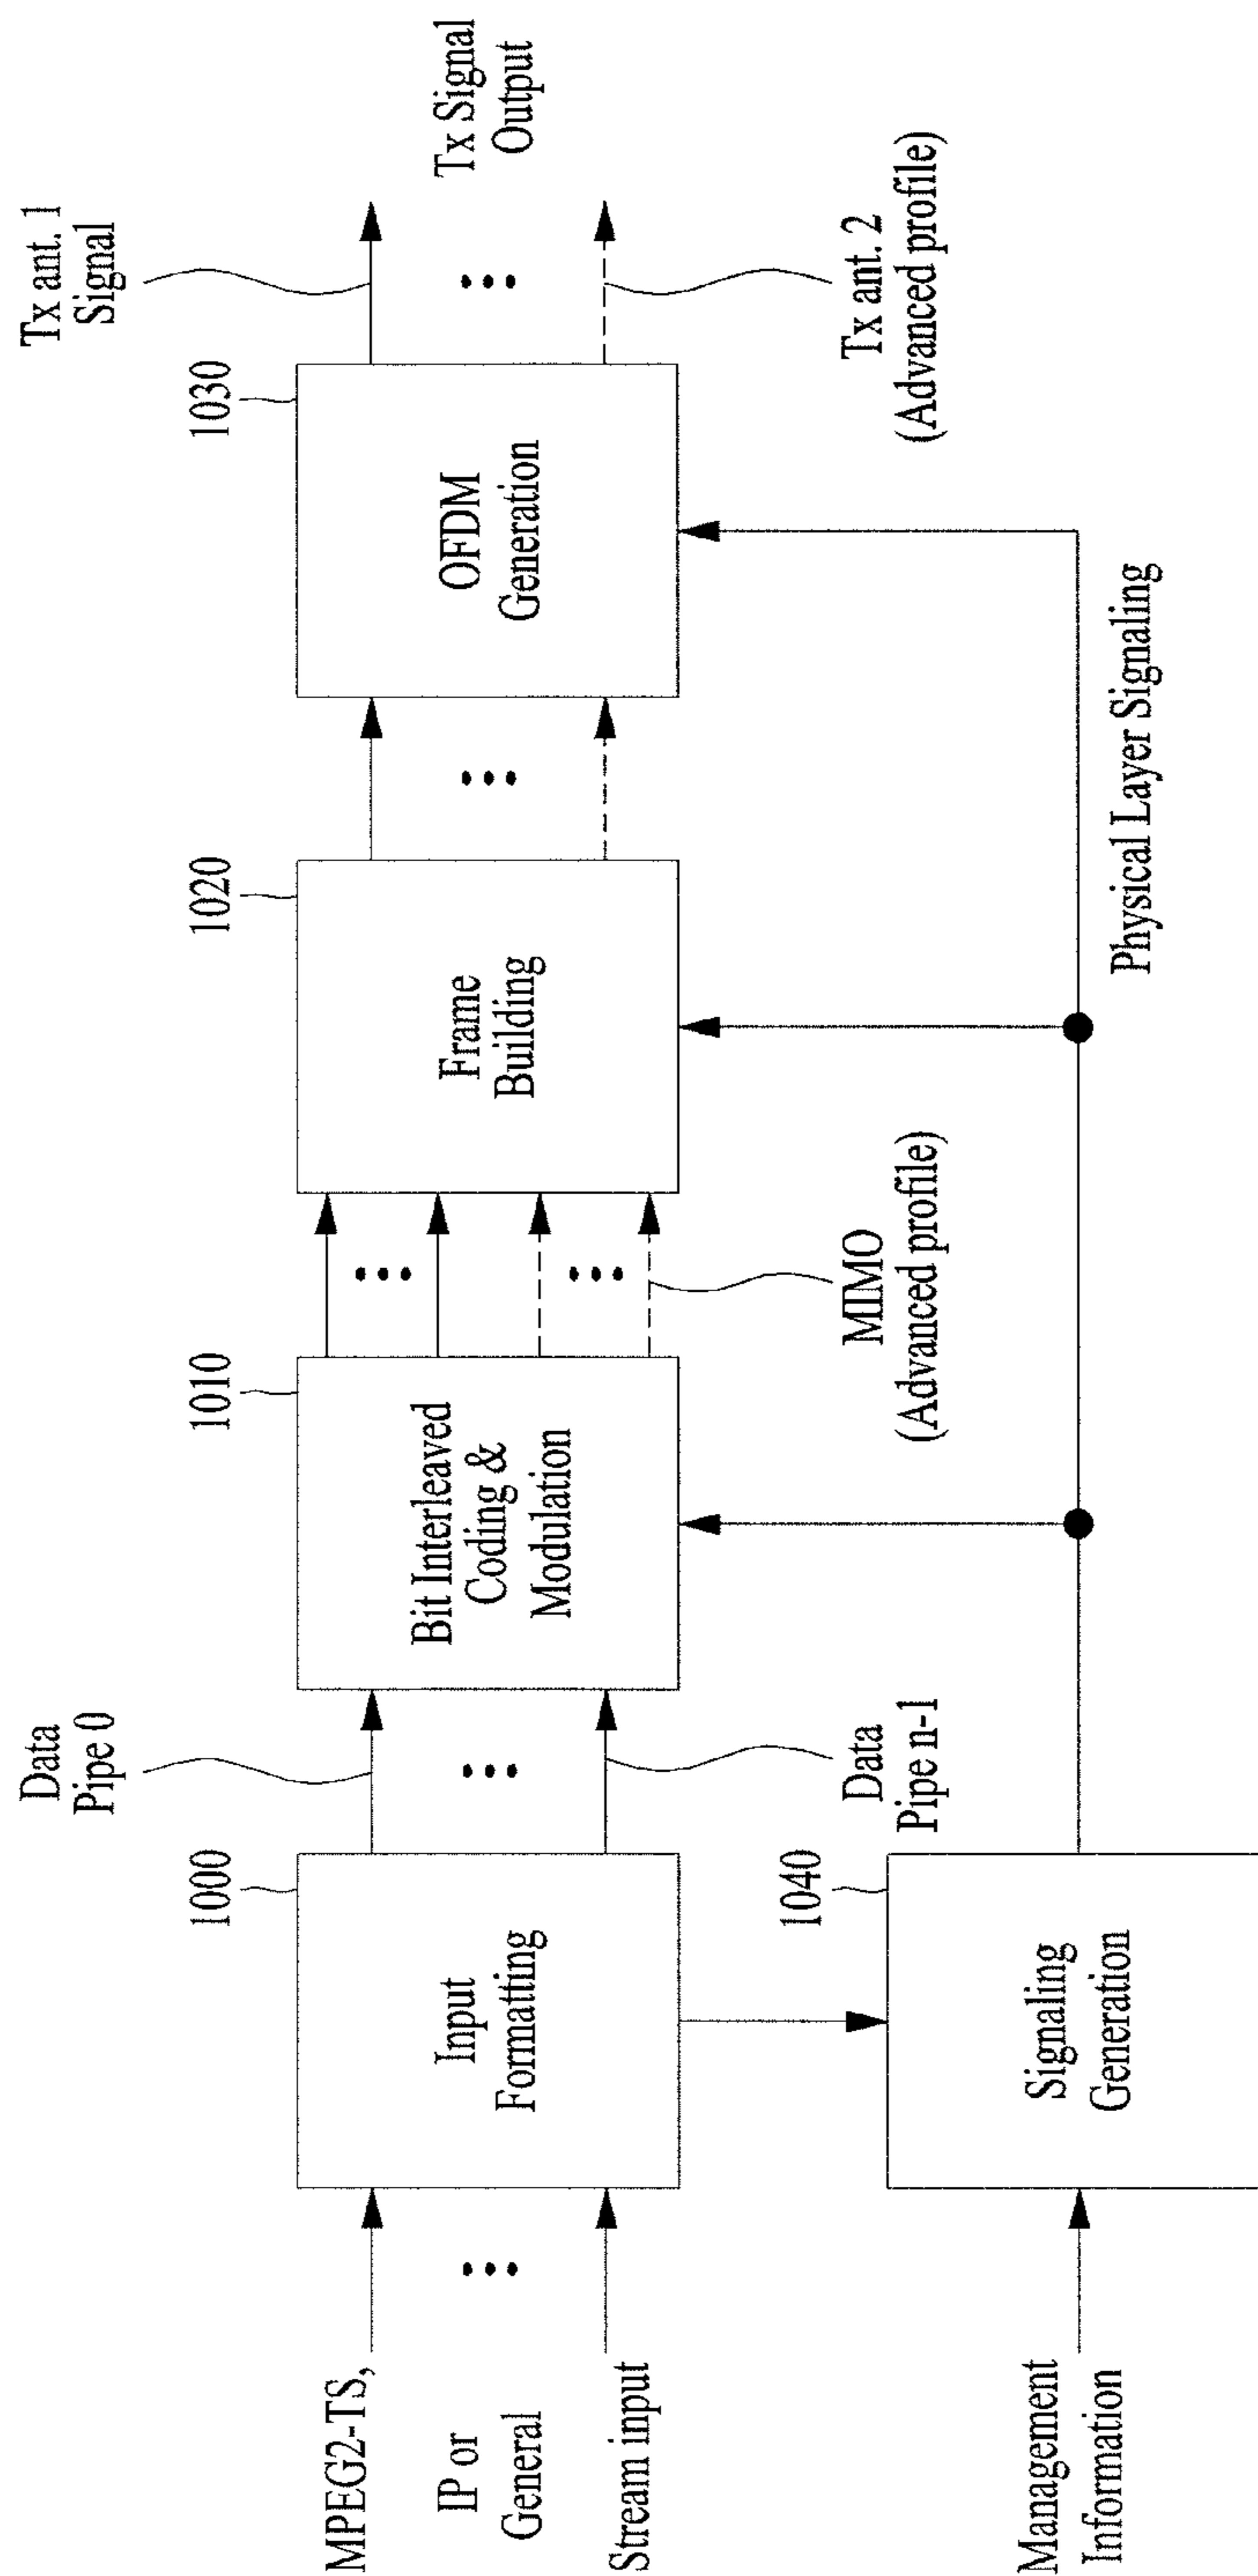 MPEG2-TS,
IP or
General
Stream input
1000
Input
Formatting
Data
Pipe 0
Data
Pipe n-1
1010
Bit Interleaved
Coding &
Modulation
MIMO
(Advanced profile)
1020
Frame
Building
1030
OFDM
Generation
Tx ant. 1
Signal
Tx Signal
Output
Tx ant. 2
(Advanced profile)
Management
Information
1040
Signaling
Generation
Physical Layer Signaling